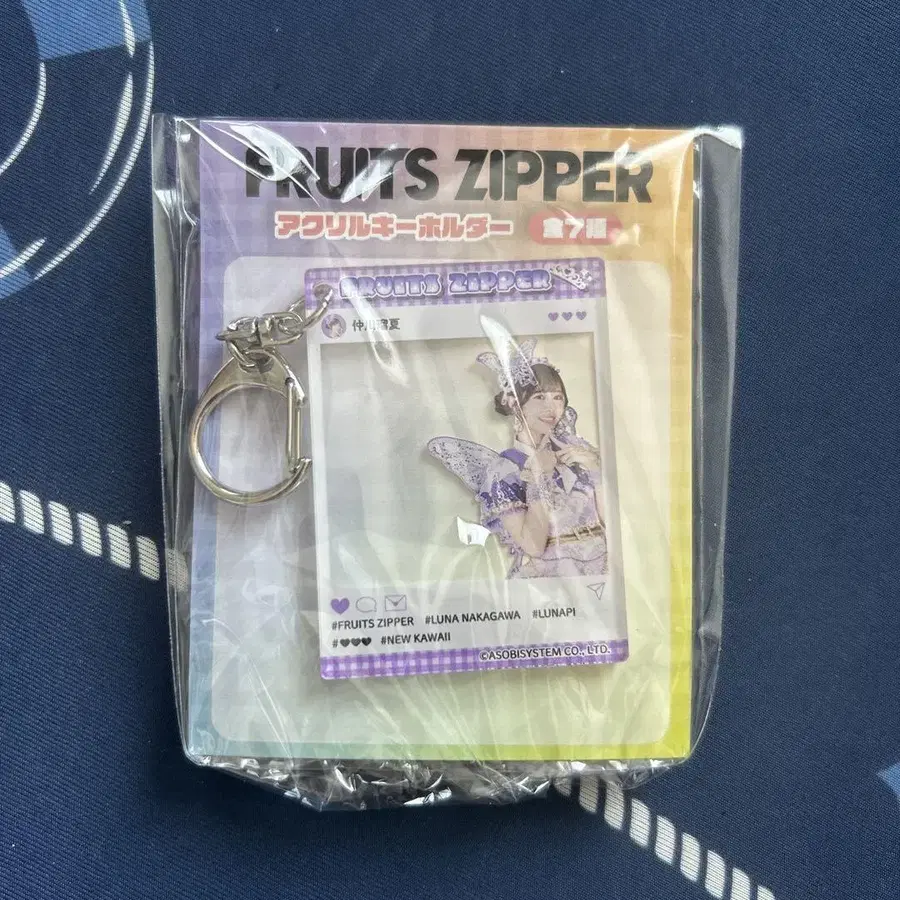 FRUITS ZIPPER
アクリルキーホルダー 全7種
FRUITS ZIPPER
仲川瑠夏
#FRUITS ZIPPER #LUNA NAKAGAWA #LUNAPI
#♥♥♥ #NEW KAWAII
©ASOBISYSTEM CO., LTD.